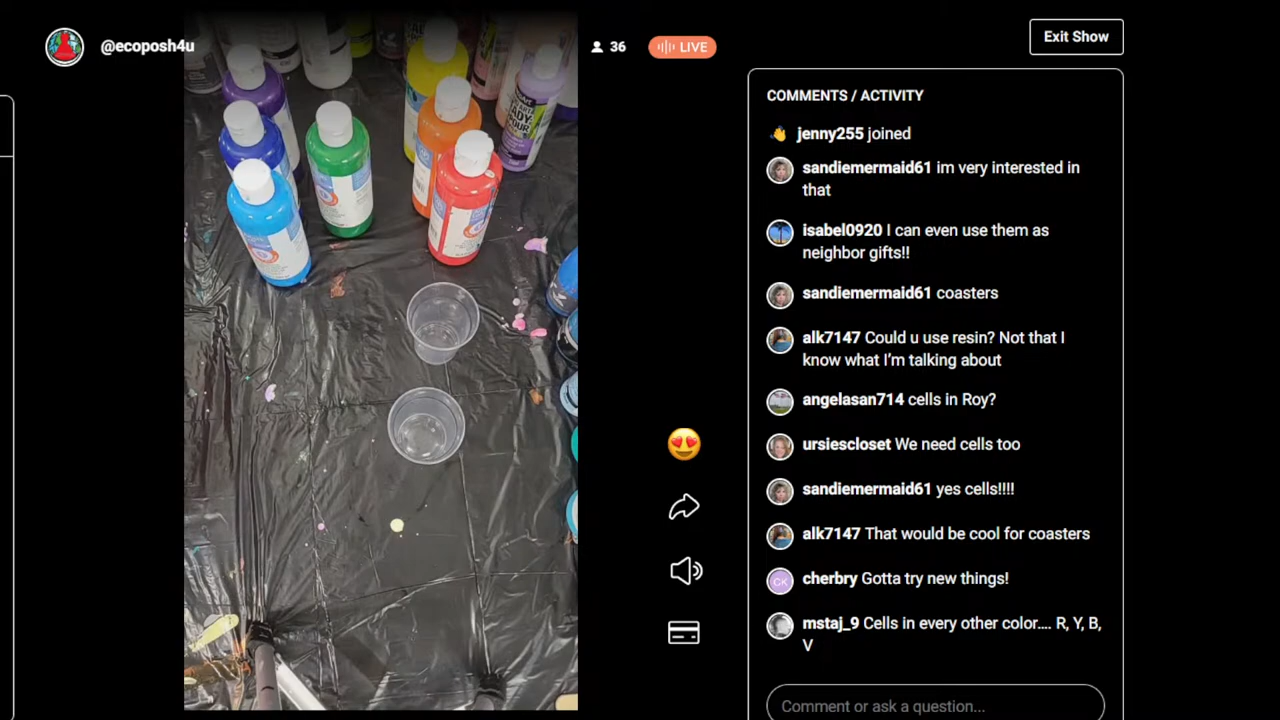 @ecoposh4u
36
LIVE
Exit Show
COMMENTS / ACTIVITY
jenny255 joined
sandiemermaid61 im very interested in
that
isabel0920 I can even use them as
neighbor gifts!!
sandiemermaid61 coasters
alk7147 Could u use resin? Not that I
know what I'm talking about
angelasan714 cells in Roy?
ursiescloset We need cells too
sandiemermaid61 yes cells!!!!
alk7147 That would be cool for coasters
CK
cherbry Gotta try new things!
mstaj_9 Cells in every other color.... R, Y, B,
V
Comment or ask a question...